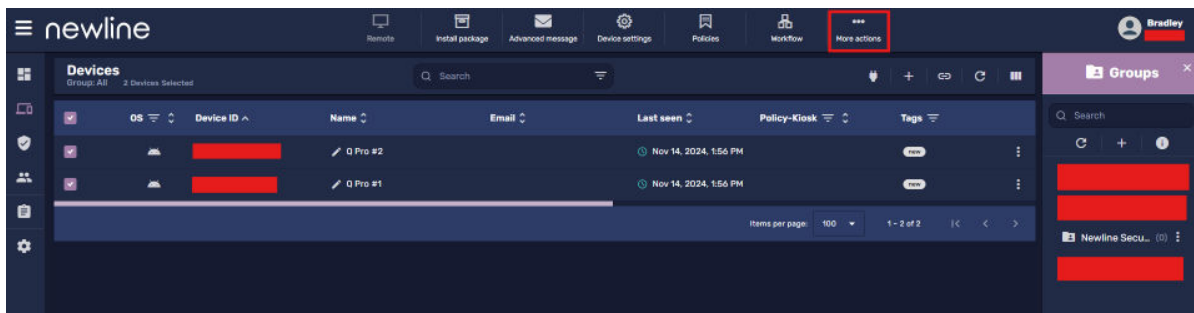 newline
Remote
Install package
Advanced message
Device settings
Policies
Workflow
More actions
Bradley
Devices
Group: All 2 Devices Selected
Search
Groups
OS
Device ID
Name
Email
Last seen
Policy-Kiosk
Tags
Search
Q Pro #2
Nov 14, 2024, 1:56 PM
new
Q Pro #1
Nov 14, 2024, 1:56 PM
new
Items per page: 100 1 – 2 of 2
Newline Secu... (0)